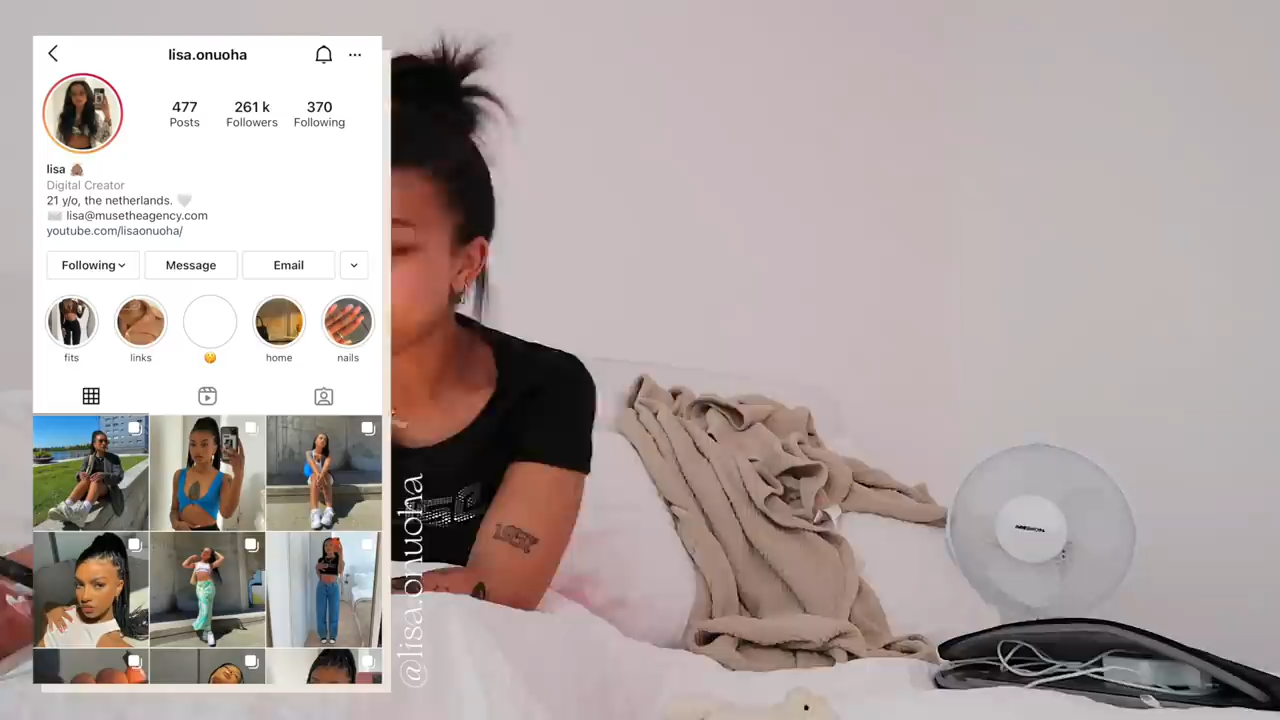 lisa.onuoha
477
Posts
261 k
Followers
370
Following
lisa
Digital Creator
21 y/o, the netherlands. 🤍
✉️ lisa@musetheagency.com
youtube.com/lisaonuoha/
Following
Message
Email
fits
links
home
nails
@lisa.onuoha